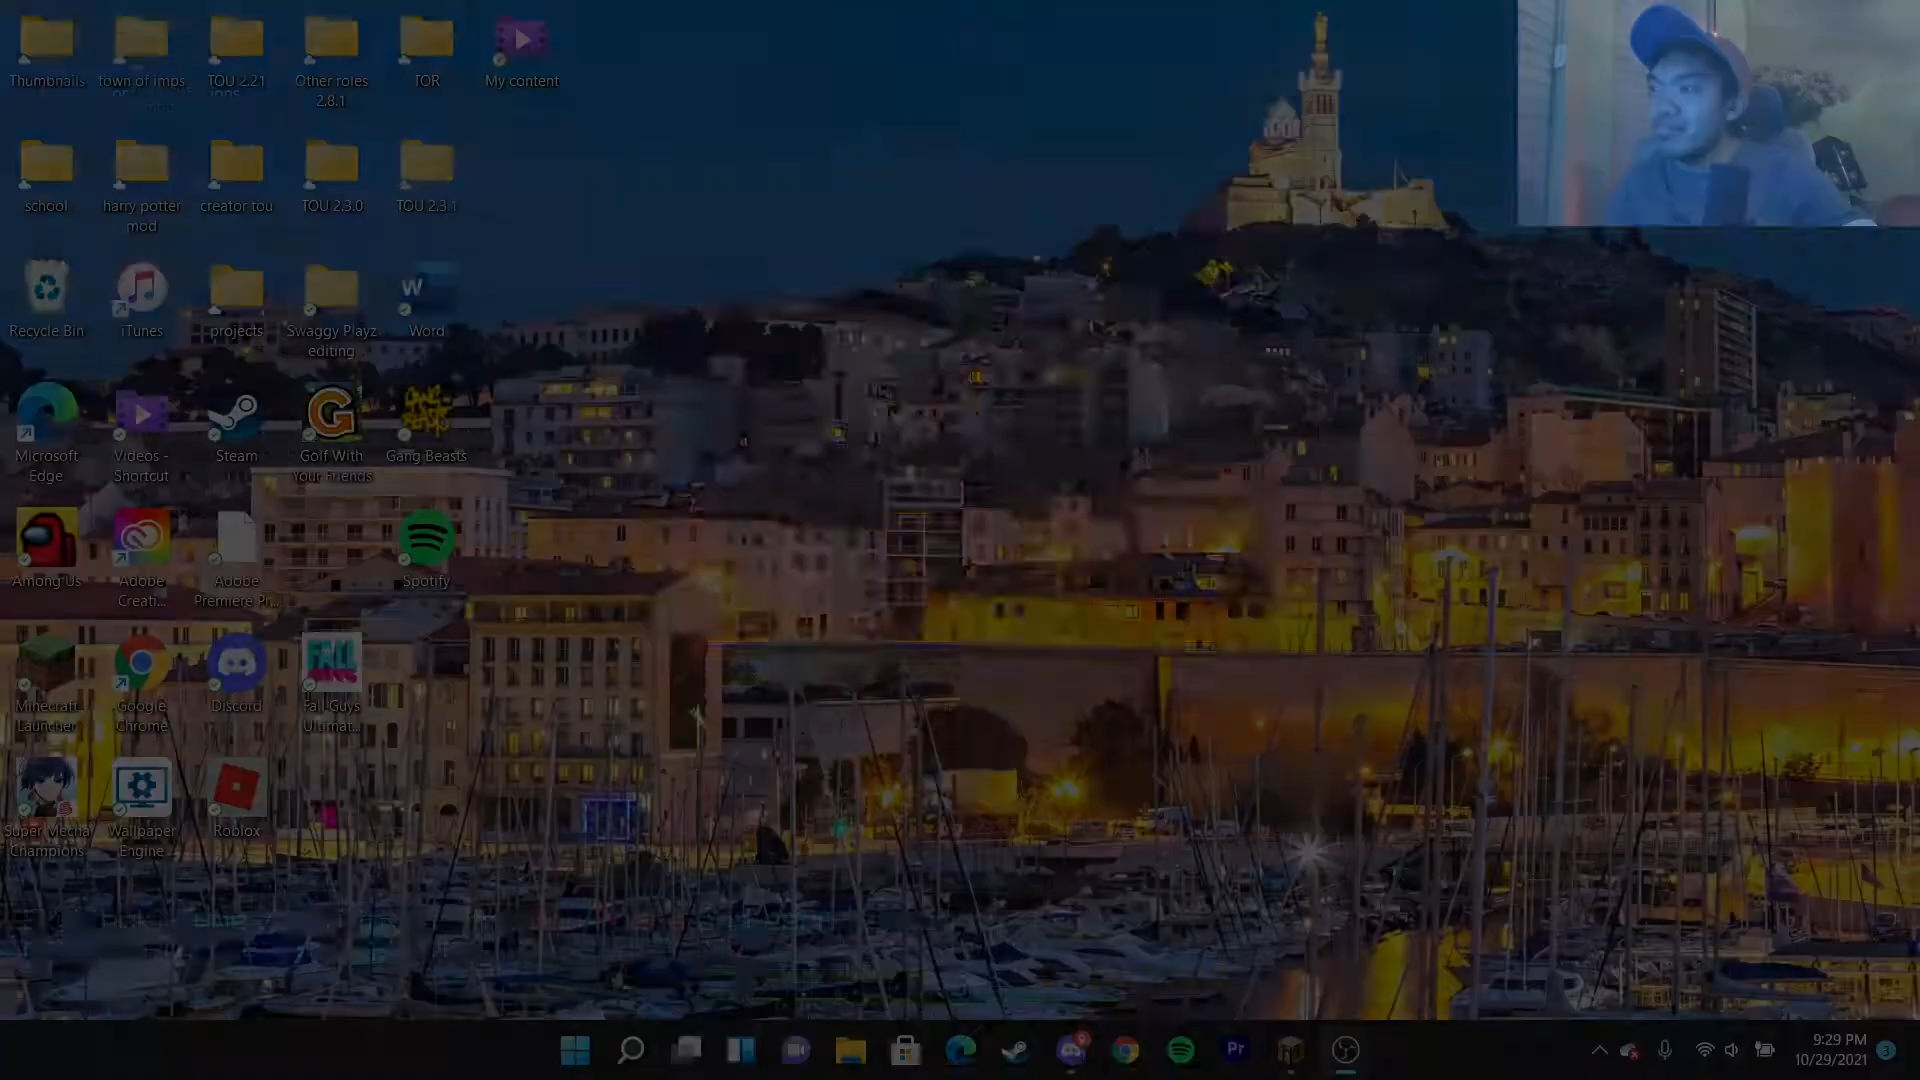 Thumbnails
town of imps
TOU 2.21
Other roles
2.8.1
TOR
My content
school
harry potter
mod
creator tou
TOU 2.3.0
TOU 2.3.1
Recycle Bin
iTunes
projects
Swaggy Playz
editing
W
Word
Microsoft
Edge
Videos -
Shortcut
Steam
Golf With
Your Friends
Gang Beasts
Among Us
Adobe
Creati...
Adobe
Premiere Pr...
Spotify
Minecraft
Launcher
Google
Chrome
Discord
FALL
Fall Guys
Ultimat...
Super Mecha
Champions
Wallpaper
Engine
Roblox
Pr
9:29 PM
10/29/2021
3